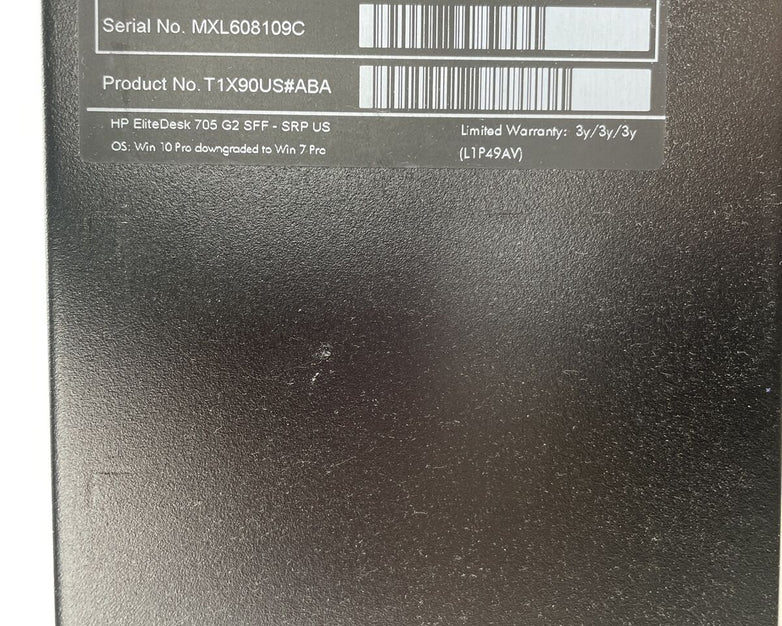 Serial No. MXL608109C
Product No. T1X90US#ABA
HP EliteDesk 705 G2 SFF - SRP US
Limited Warranty: 3y/3y/3y
OS: Win 10 Pro downgraded to Win 7 Pro
(L1P49AV)